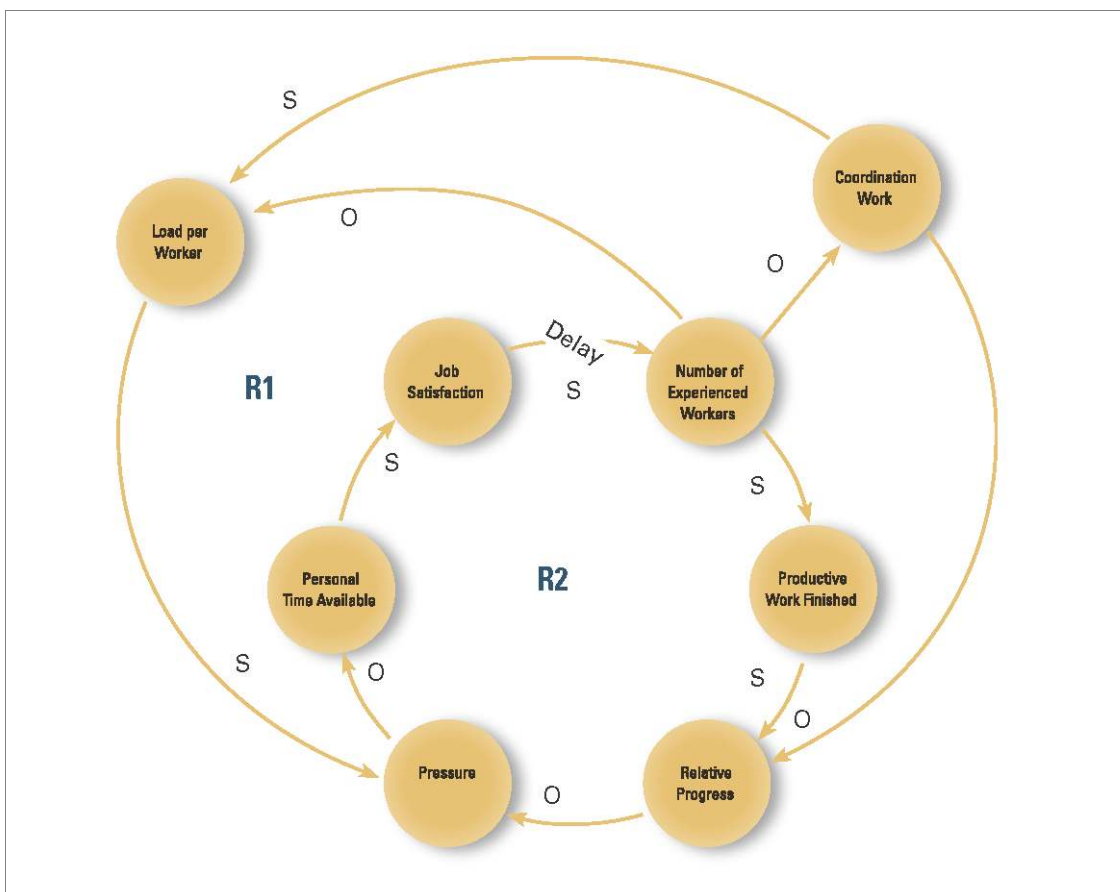 S
Coordination
Work
Load per
Worker
O
O
Delay
S
Job
Satisfaction
Number of
Experienced
Workers
R1
S
S
R2
Personal
Time Available
Productive
Work Finished
S
O
S
O
Pressure
Relative
Progress
O